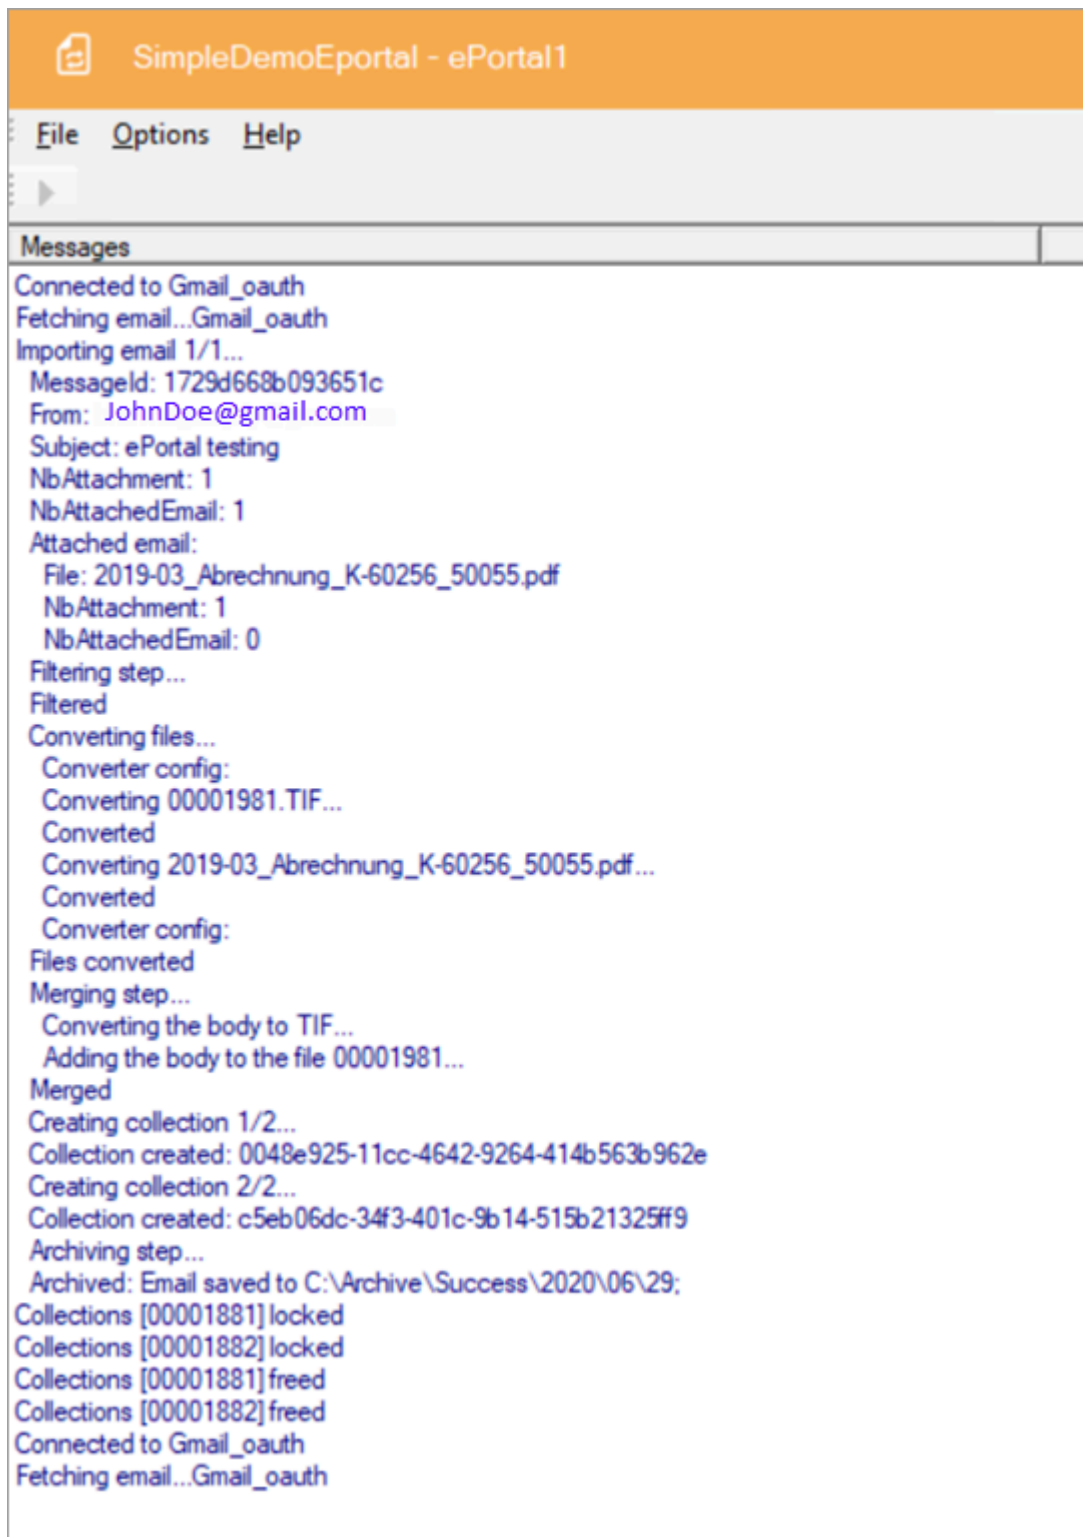 SimpleDemoEportal - ePortal1
File Options Help
Messages
Connected to Gmail_oauth
Fetching email...Gmail_oauth
Importing email 1/1...
MessageId: 1729d668b093651c
From: JohnDoe@gmail.com
Subject: ePortal testing
NbAttachment: 1
NbAttachedEmail: 1
Attached email:
File: 2019-03_Abrechnung_K-60256_50055.pdf
NbAttachment: 1
NbAttachedEmail: 0
Filtering step...
Filtered
Converting files...
Converter config:
Converting 00001981.TIF...
Converted
Converting 2019-03_Abrechnung_K-60256_50055.pdf...
Converted
Converter config:
Files converted
Merging step...
Converting the body to TIF...
Adding the body to the file 00001981...
Merged
Creating collection 1/2...
Collection created: 0048e925-11cc-4642-9264-414b563b962e
Creating collection 2/2...
Collection created: c5eb06dc-34f3-401c-9b14-515b21325ff9
Archiving step...
Archived: Email saved to C:\Archive\Success\2020\06\29;
Collections [00001881] locked
Collections [00001882] locked
Collections [00001881] freed
Collections [00001882] freed
Connected to Gmail_oauth
Fetching email...Gmail_oauth